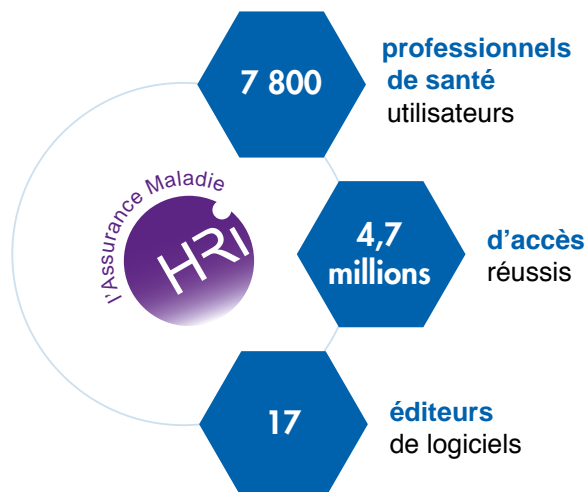 7 800
professionnels
de santé
utilisateurs
l'Assurance Maladie
HRi
4,7
millions
d'accès
réussis
17
éditeurs
de logiciels